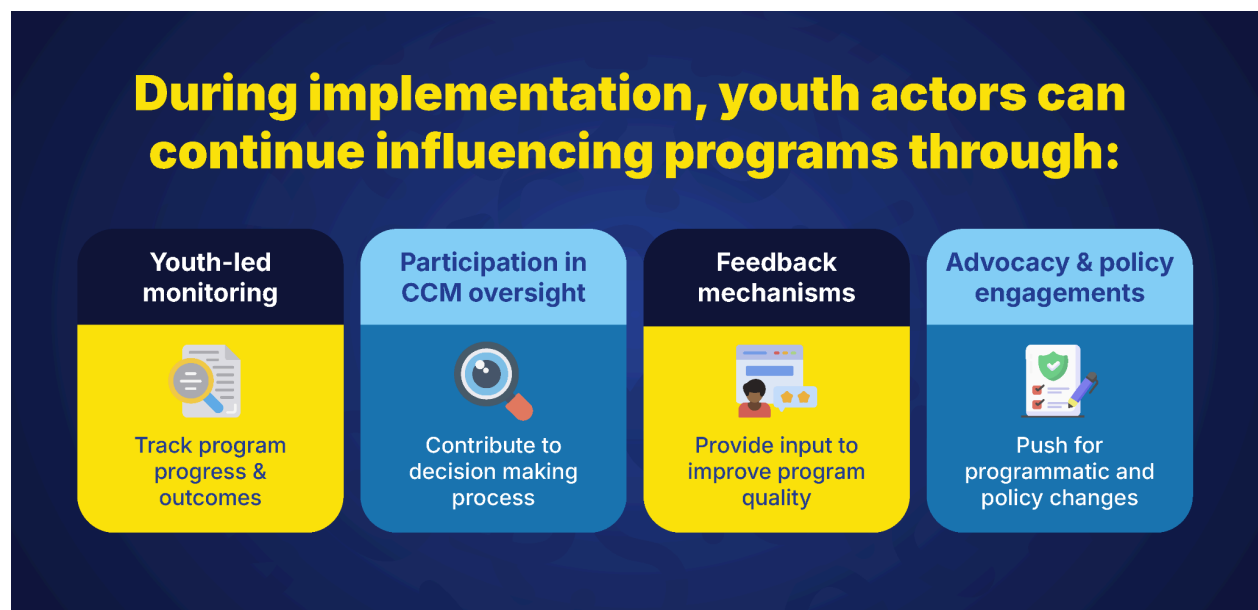 During implementation, youth actors can
continue influencing programs through:
Youth-led
monitoring
Track program
progress &
outcomes
Participation in
CCM oversight
Contribute to
decision making
process
Feedback
mechanisms
Provide input to
improve program
quality
Advocacy & policy
engagements
Push for
programmatic and
policy changes